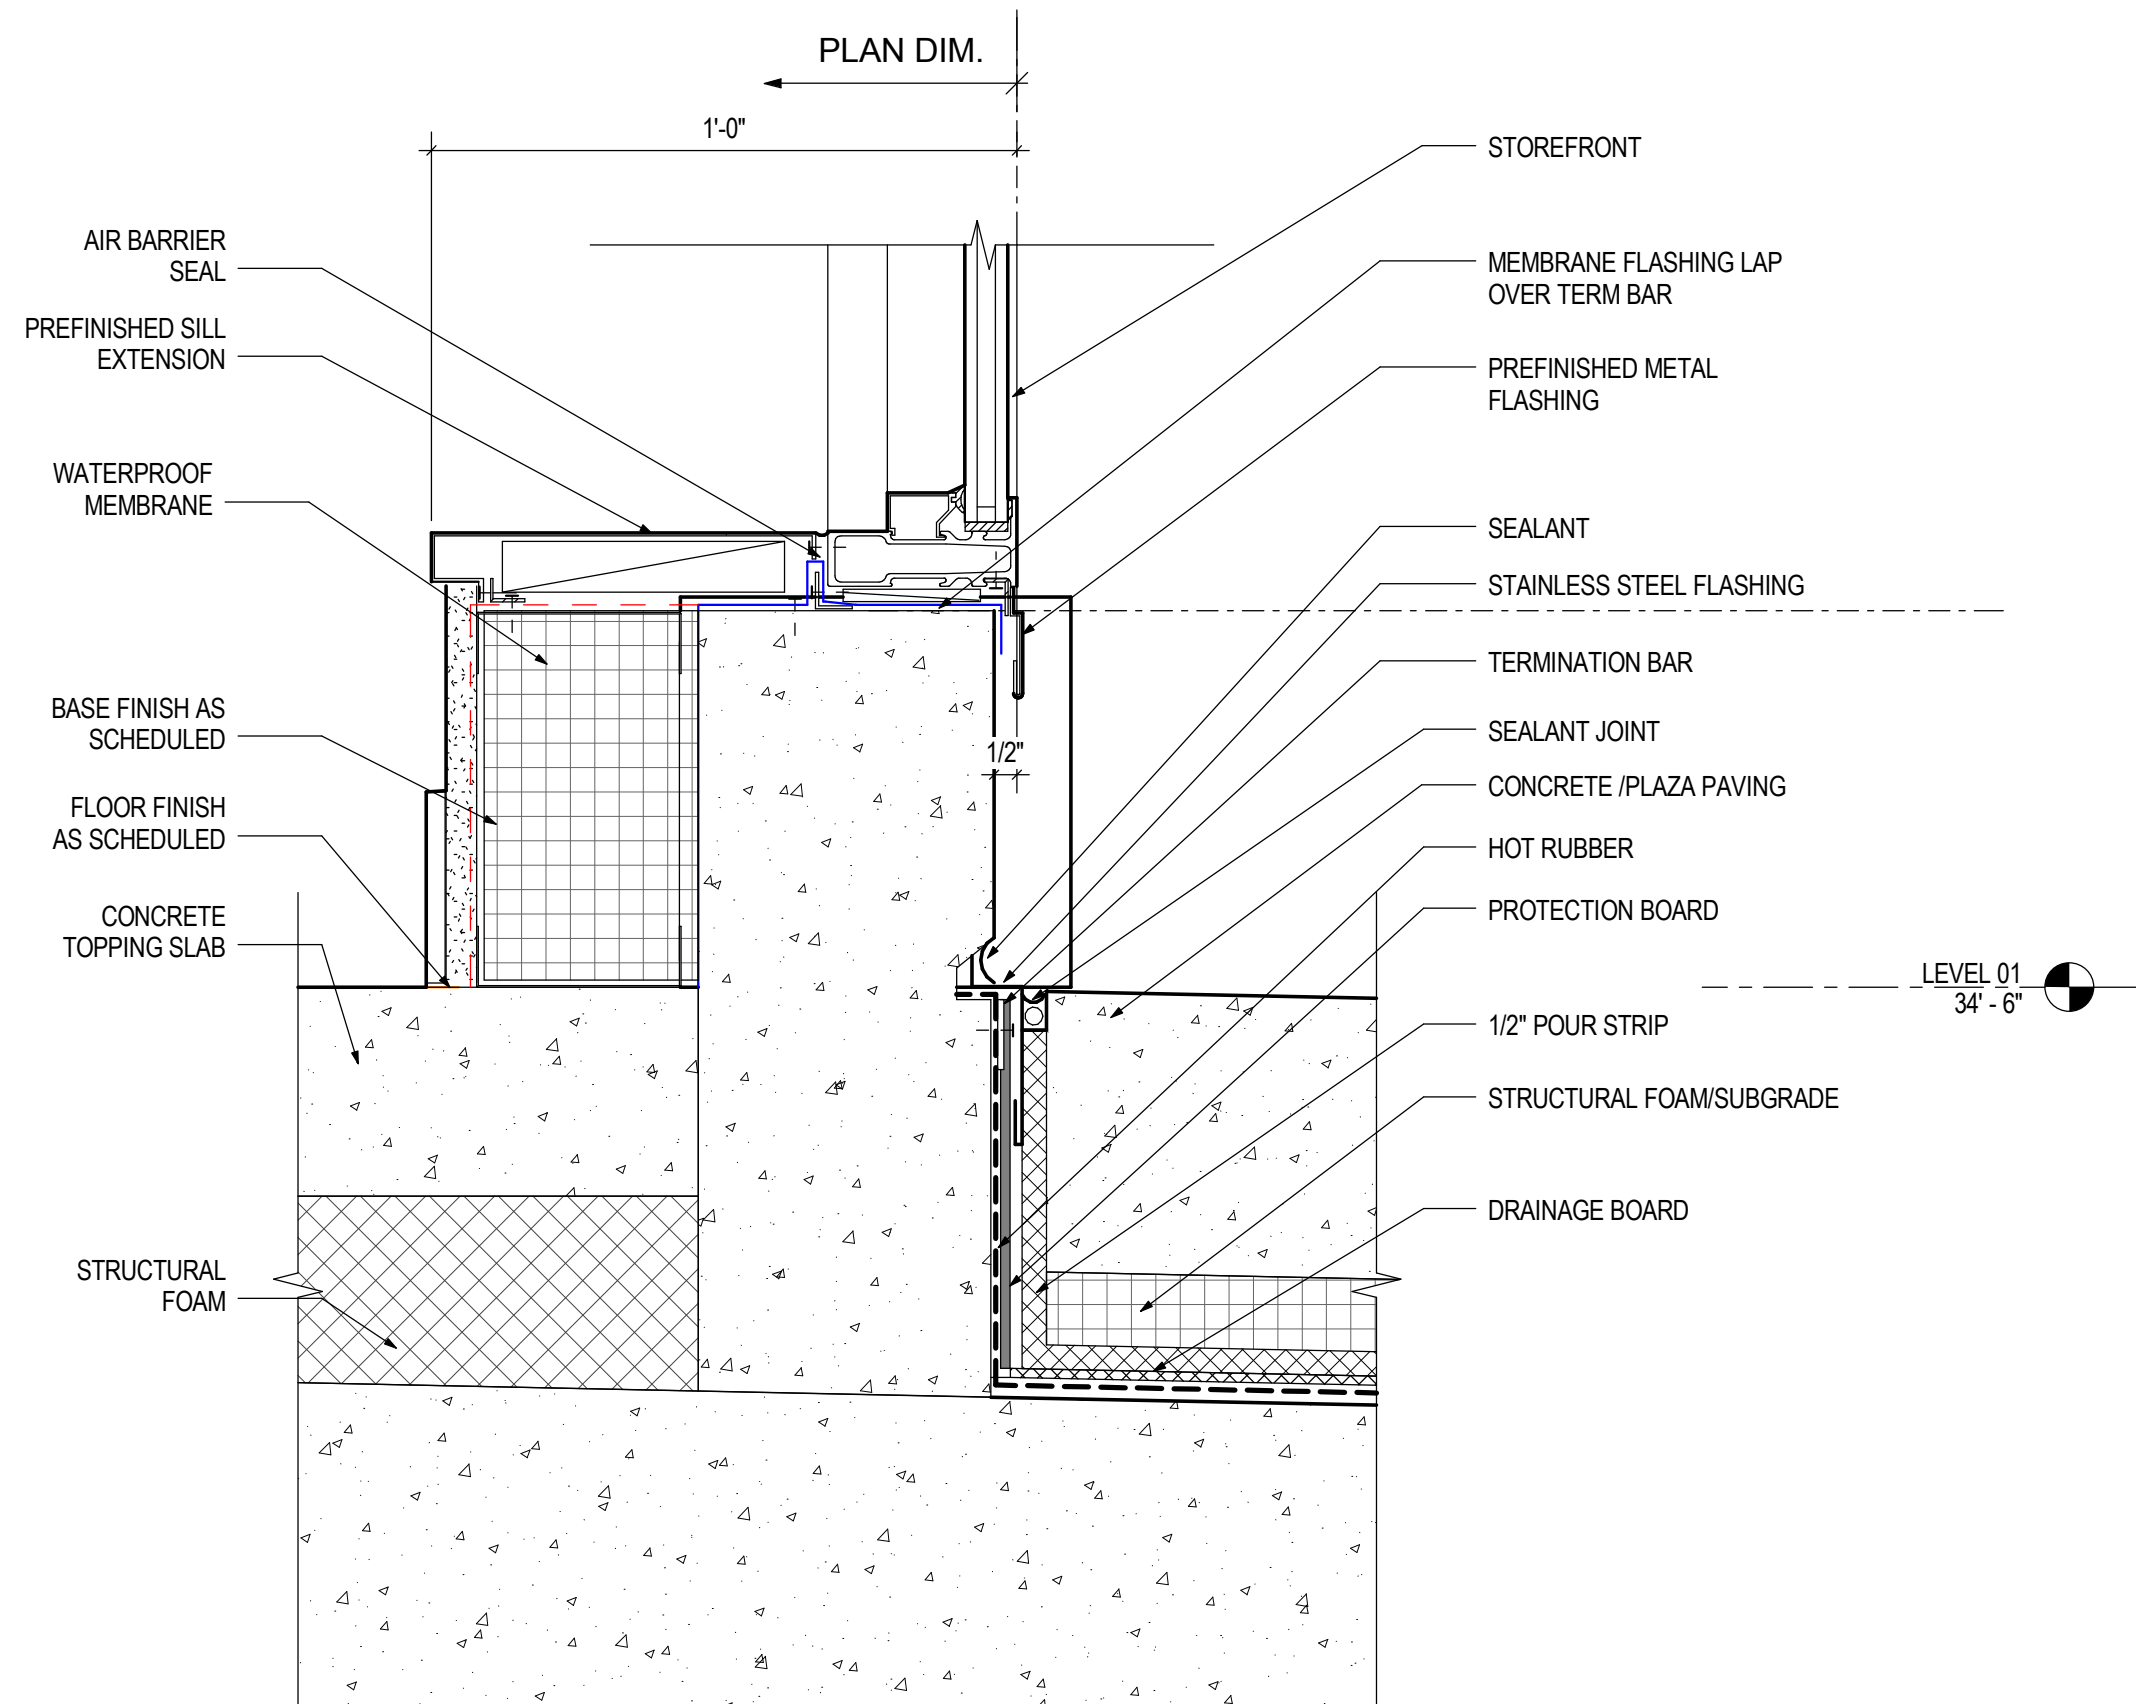 PLAN DIM.
1'-0"
AIR BARRIER
SEAL
PREFINISHED SILL
EXTENSION
WATERPROOF
MEMBRANE
BASE FINISH AS
SCHEDULED
FLOOR FINISH
AS SCHEDULED
CONCRETE
TOPPING SLAB
STRUCTURAL
FOAM
1/2"
STOREFRONT
MEMBRANE FLASHING LAP
OVER TERM BAR
PREFINISHED METAL
FLASHING
SEALANT
STAINLESS STEEL FLASHING
TERMINATION BAR
SEALANT JOINT
CONCRETE /PLAZA PAVING
HOT RUBBER
PROTECTION BOARD
1/2" POUR STRIP
STRUCTURAL FOAM/SUBGRADE
DRAINAGE BOARD
LEVEL 01
34' - 6"